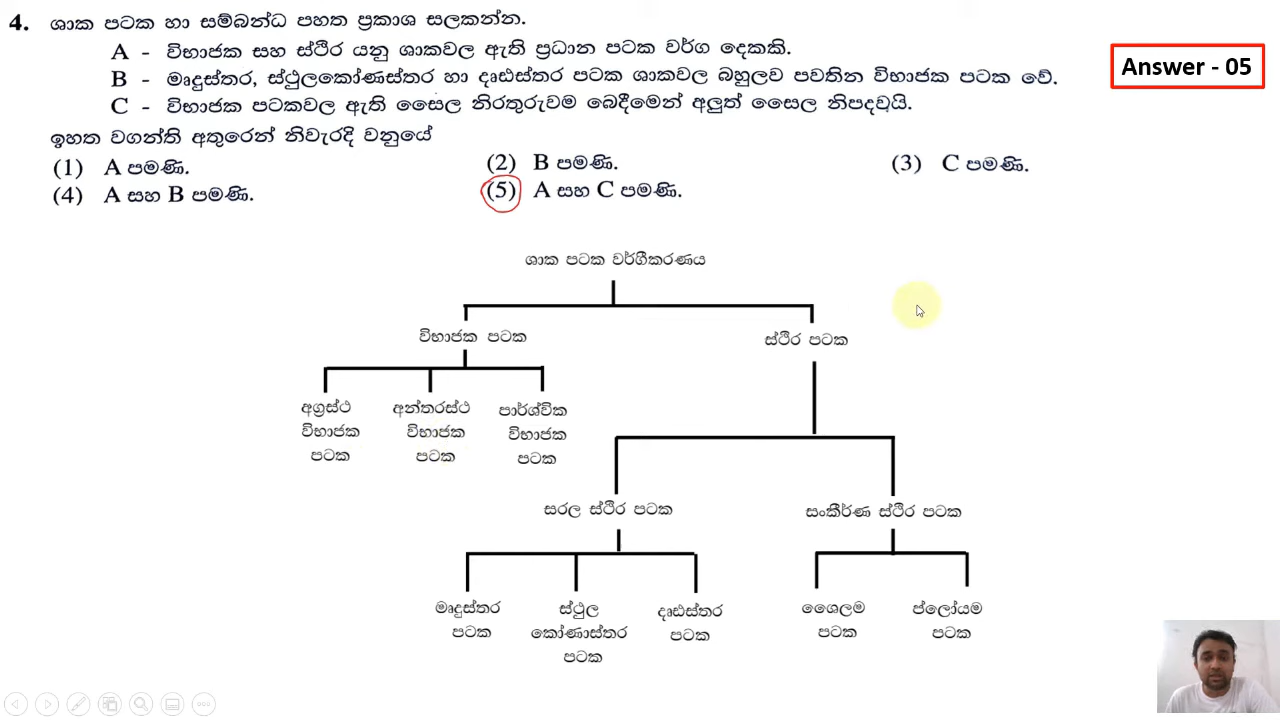 4. ශාක පටක හා සම්බන්ධ පහත ප්‍රකාශ සලකන්න.
A - විභාජක සහ ස්ථිර යනු ශාකවල ඇති ප්‍රධාන පටක වර්ග දෙකකි.
B - මෘදුස්තර, ස්ථුලකෝණස්තර හා දෘඪස්තර පටක ශාකවල බහුලව පවතින විභාජක පටක වේ.
C - විභාජක පටකවල ඇති සෛල නිරතුරුවම බෙදීමෙන් අලුත් සෛල නිපදවුයි.
ඉහත වගන්ති අතුරෙන් නිවැරදි වනුයේ
(1) A පමණි. (2) B පමණි. (3) C පමණි.
(4) A සහ B පමණි. (5) A සහ C පමණි.
Answer - 05
ශාක පටක වර්ගීකරණය
විභාජක පටක ස්ථිර පටක
අග්‍රස්ථ අන්තරස්ථ පාර්ශ්වික
විභාජක විභාජක විභාජක
පටක පටක පටක
සරල ස්ථිර පටක සංකීර්ණ ස්ථිර පටක
මෘදුස්තර ස්ථුල දෘඪස්තර ශෛලම ප්ලෝයම
පටක කෝණාස්තර පටක පටක පටක
පටක